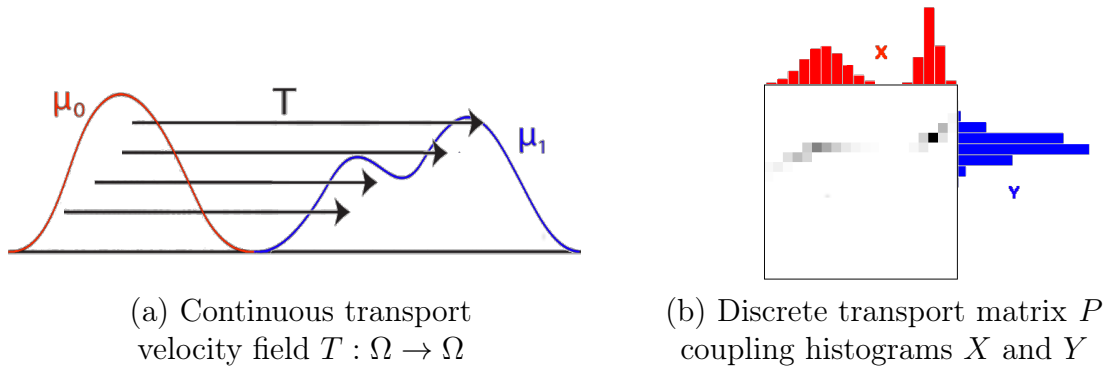 μ₀
T
μ₁
X
Y
(a) Continuous transport
velocity field T : Ω → Ω
(b) Discrete transport matrix P
coupling histograms X and Y